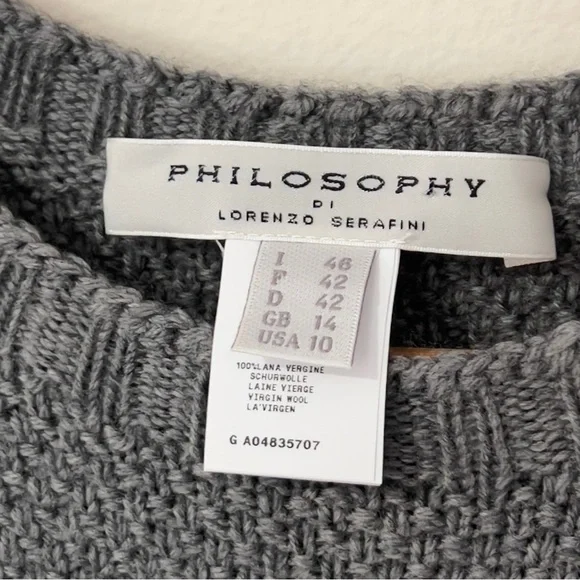 PHILOSOPHY
DI
LORENZO SERAFINI
I 46
F 42
D 42
GB 14
USA 10
100%LANA VERGINE
SCHURWOLLE
LAINE VIERGE
VIRGIN WOOL
LA'VIRGEN
G A04835707